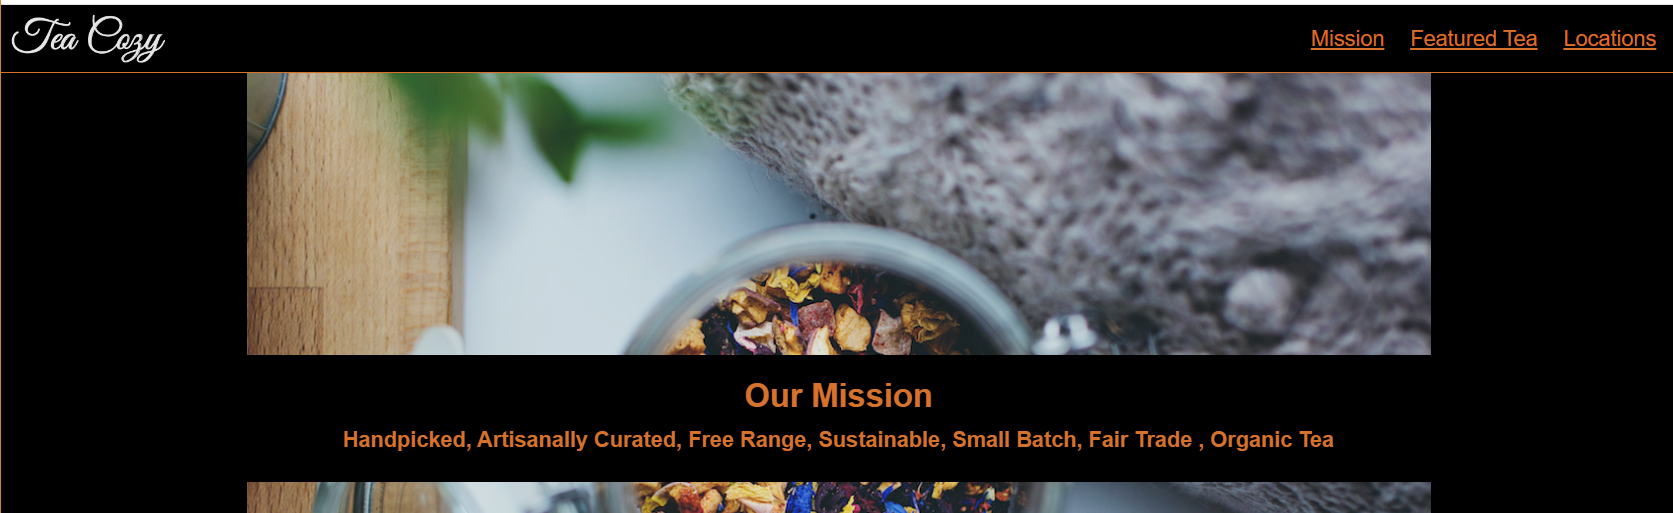 Tea Cozy
Mission Featured Tea Locations
Our Mission
Handpicked, Artisanally Curated, Free Range, Sustainable, Small Batch, Fair Trade , Organic Tea